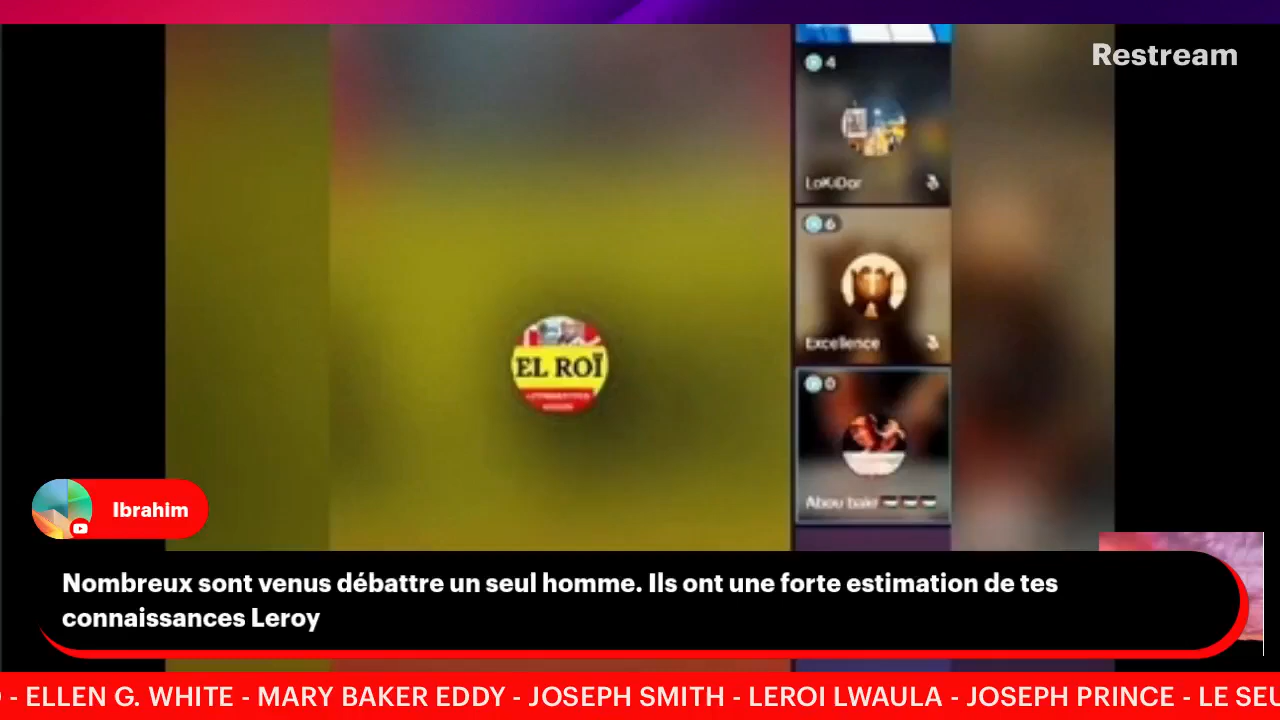 Restream
4
LoKiDor
6
Excellence
EL ROÏ
0
Abou bakr
Ibrahim
Nombreux sont venus débattre un seul homme. Ils ont une forte estimation de tes
connaissances Leroy
- ELLEN G. WHITE - MARY BAKER EDDY - JOSEPH SMITH - LEROI LWAULA - JOSEPH PRINCE - LE SEU